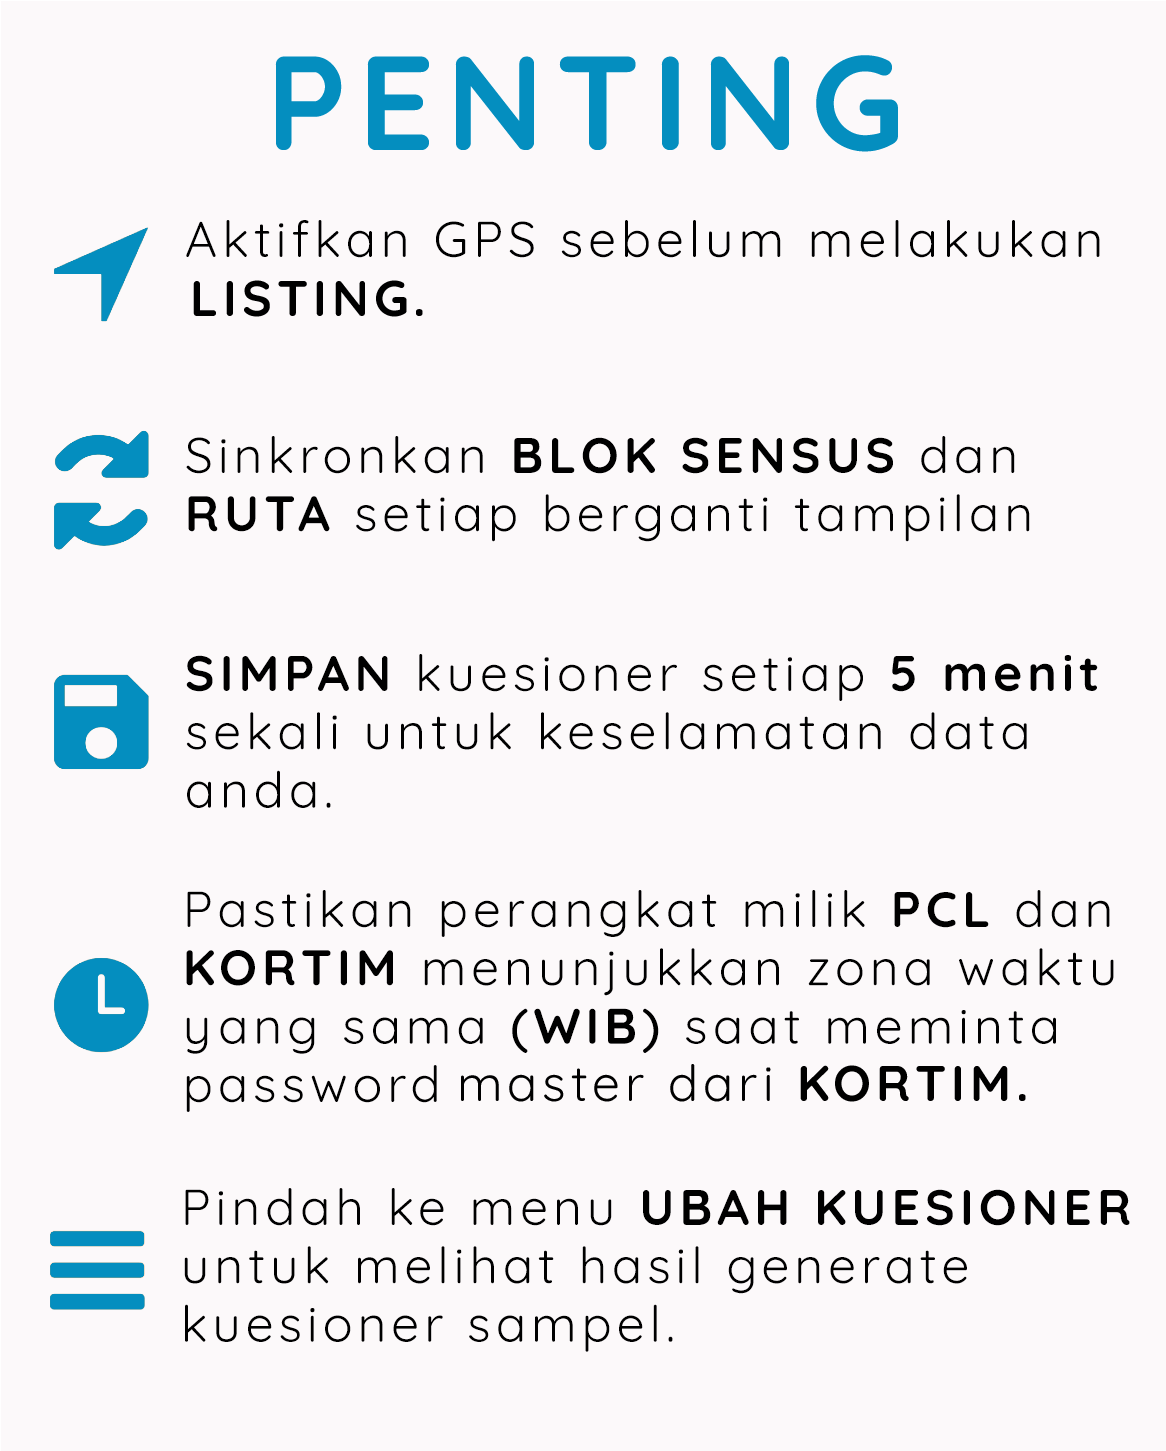 PENTING
Aktifkan GPS sebelum melakukan
LISTING.
Sinkronkan BLOK SENSUS dan
RUTA setiap berganti tampilan
SIMPAN kuesioner setiap 5 menit
sekali untuk keselamatan data
anda.
Pastikan perangkat milik PCL dan
KORTIM menunjukkan zona waktu
yang sama (WIB) saat meminta
password master dari KORTIM.
Pindah ke menu UBAH KUESIONER
untuk melihat hasil generate
kuesioner sampel.